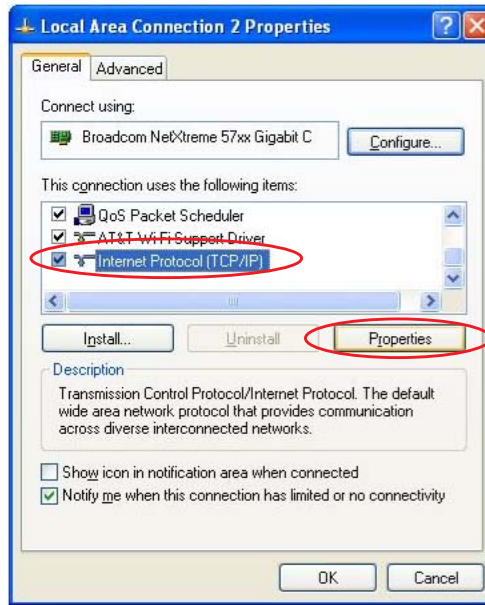 Local Area Connection 2 Properties
General Advanced
Connect using:
Broadcom NetXtreme 57xx Gigabit C
Configure...
This connection uses the following items:
QoS Packet Scheduler
AT&T Wi Fi Support Driver
Internet Protocol (TCP/IP)
Install... Uninstall Properties
Description
Transmission Control Protocol/Internet Protocol. The default
wide area network protocol that provides communication
across diverse interconnected networks.
Show icon in notification area when connected
Notify me when this connection has limited or no connectivity
OK Cancel